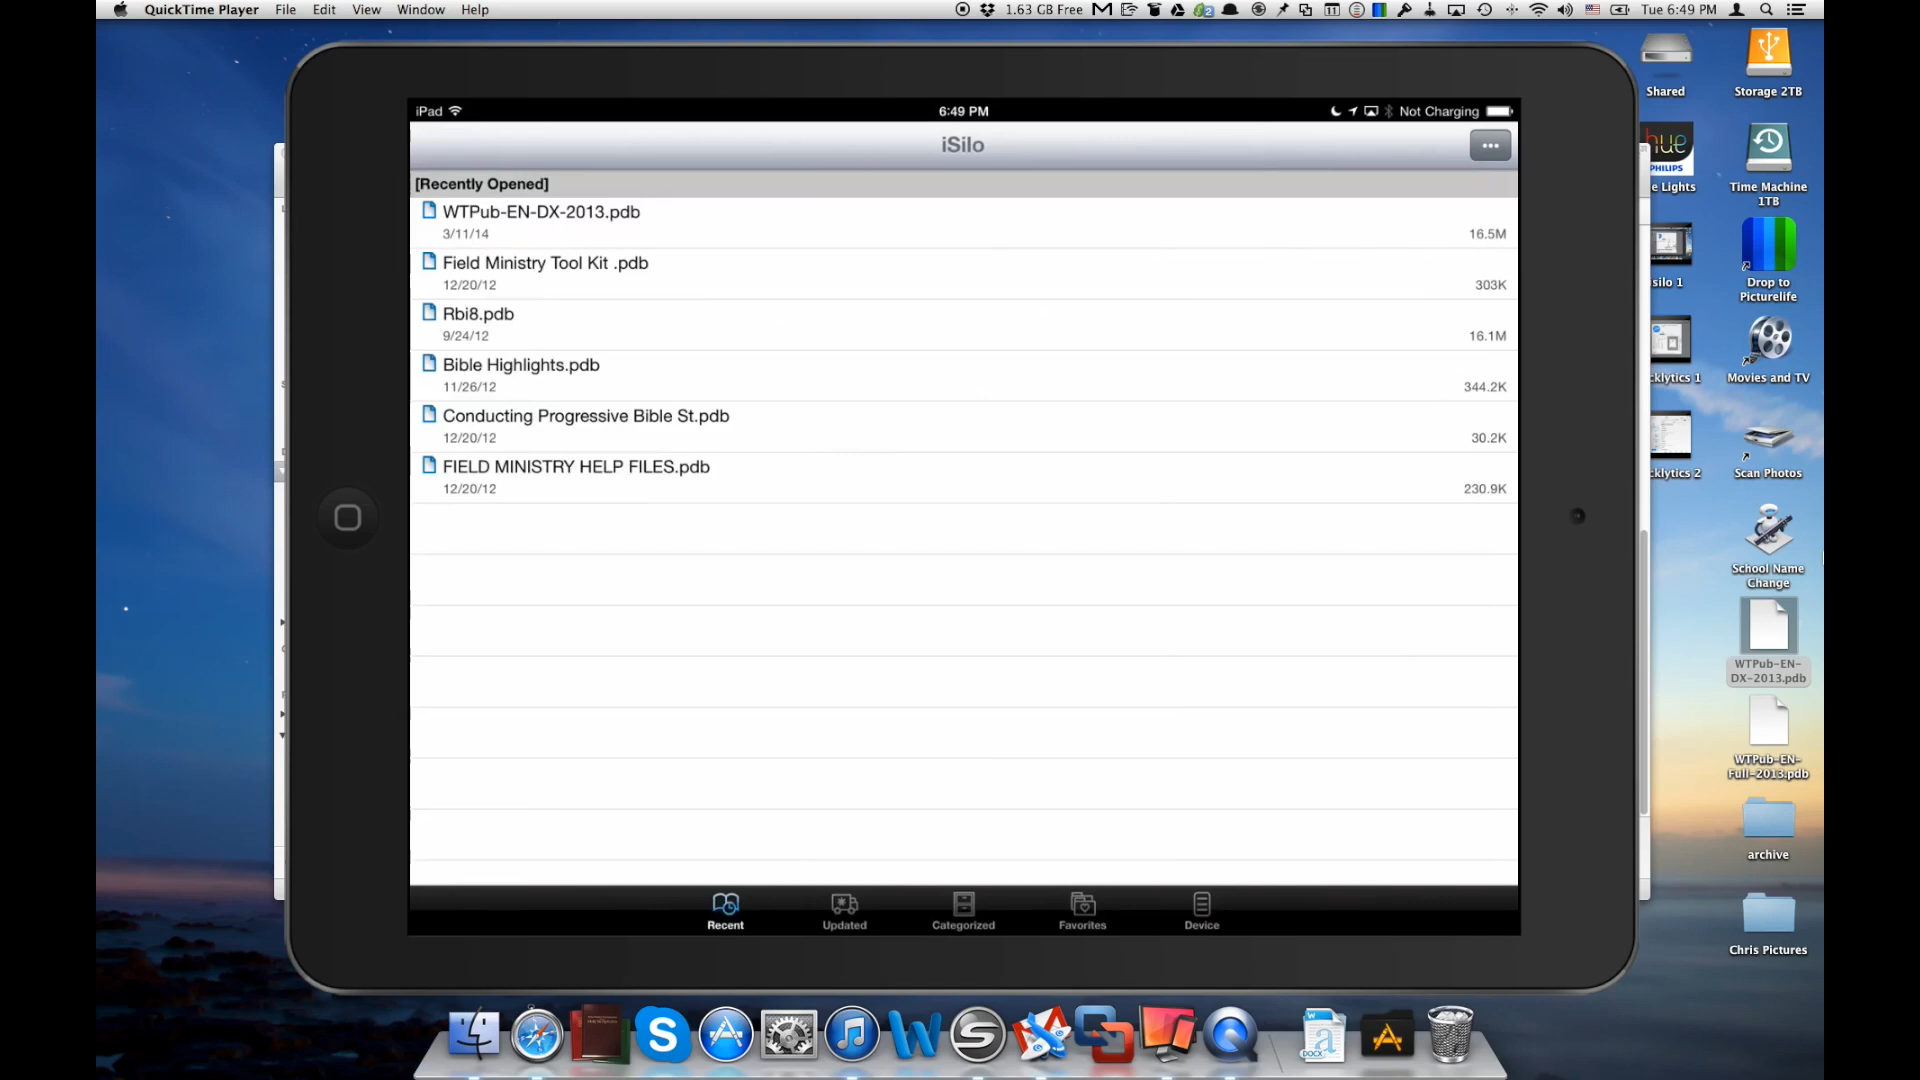 QuickTime Player File Edit View Window Help 1.63 GB Free Tue 6:49 PM
iPad 6:49 PM Not Charging
iSilo
[Recently Opened]
WTPub-EN-DX-2013.pdb
3/11/14 16.5M
Field Ministry Tool Kit .pdb
12/20/12 303K
Rbi8.pdb
9/24/12 16.1M
Bible Highlights.pdb
11/26/12 344.2K
Conducting Progressive Bible St.pdb
12/20/12 30.2K
FIELD MINISTRY HELP FILES.pdb
12/20/12 230.9K
Recent Updated Categorized Favorites Device
Shared
Storage 2TB
hue
PHILIPS
e Lights
Time Machine
1TB
silo 1
Drop to
Picturelife
cklytics 1
Movies and TV
cklytics 2
Scan Photos
School Name
Change
WTPub-EN-
DX-2013.pdb
WTPub-EN-
Full-2013.pdb
archive
Chris Pictures
DOCX